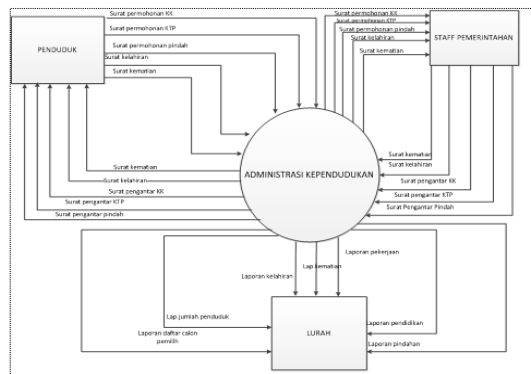 Surat permohonan KK
Surat permohonan KTP
Surat permohonan pindah
Surat kelahiran
Surat kematian
PENDUDUK
Surat permohonan KK
Surat permohonan KTP
Surat permohonan pindah
Surat kelahiran
Surat kematian
STAFF PEMERINTAHAN
ADMINISTRASI KEPENDUDUKAN
Surat kematian
Surat kelahiran
Surat pengantar KK
Surat pengantar KTP
Surat pengantar pindah
Surat kematian
Surat kelahiran
Surat pengantar KK
Surat pengantar KTP
Surat Pengantar Pindah
Laporan kelahiran
Lap kematian
Laporan pekerjaan
Lap jumlah penduduk
Laporan daftar calon
pemilih
LURAH
Laporan pendidikan
Laporan pindahan